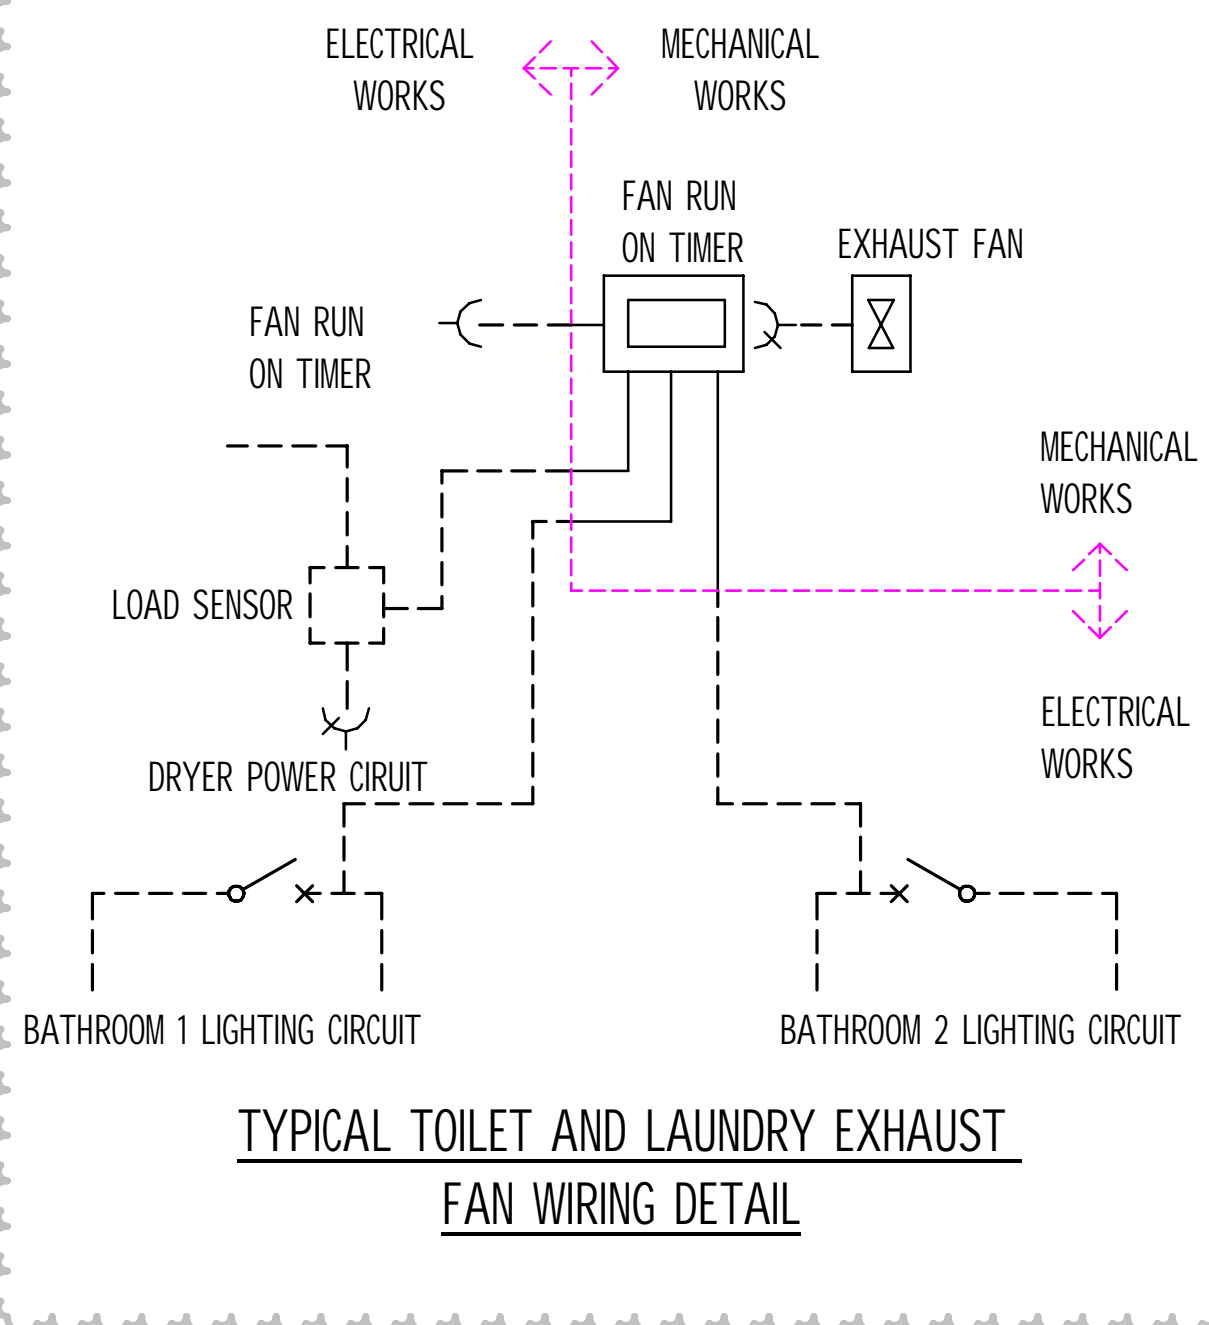 ELECTRICAL
WORKS
MECHANICAL
WORKS
FAN RUN
ON TIMER
EXHAUST FAN
FAN RUN
ON TIMER
MECHANICAL
WORKS
LOAD SENSOR
ELECTRICAL
WORKS
DRYER POWER CIRUIT
BATHROOM 1 LIGHTING CIRCUIT
BATHROOM 2 LIGHTING CIRCUIT
TYPICAL TOILET AND LAUNDRY EXHAUST
FAN WIRING DETAIL